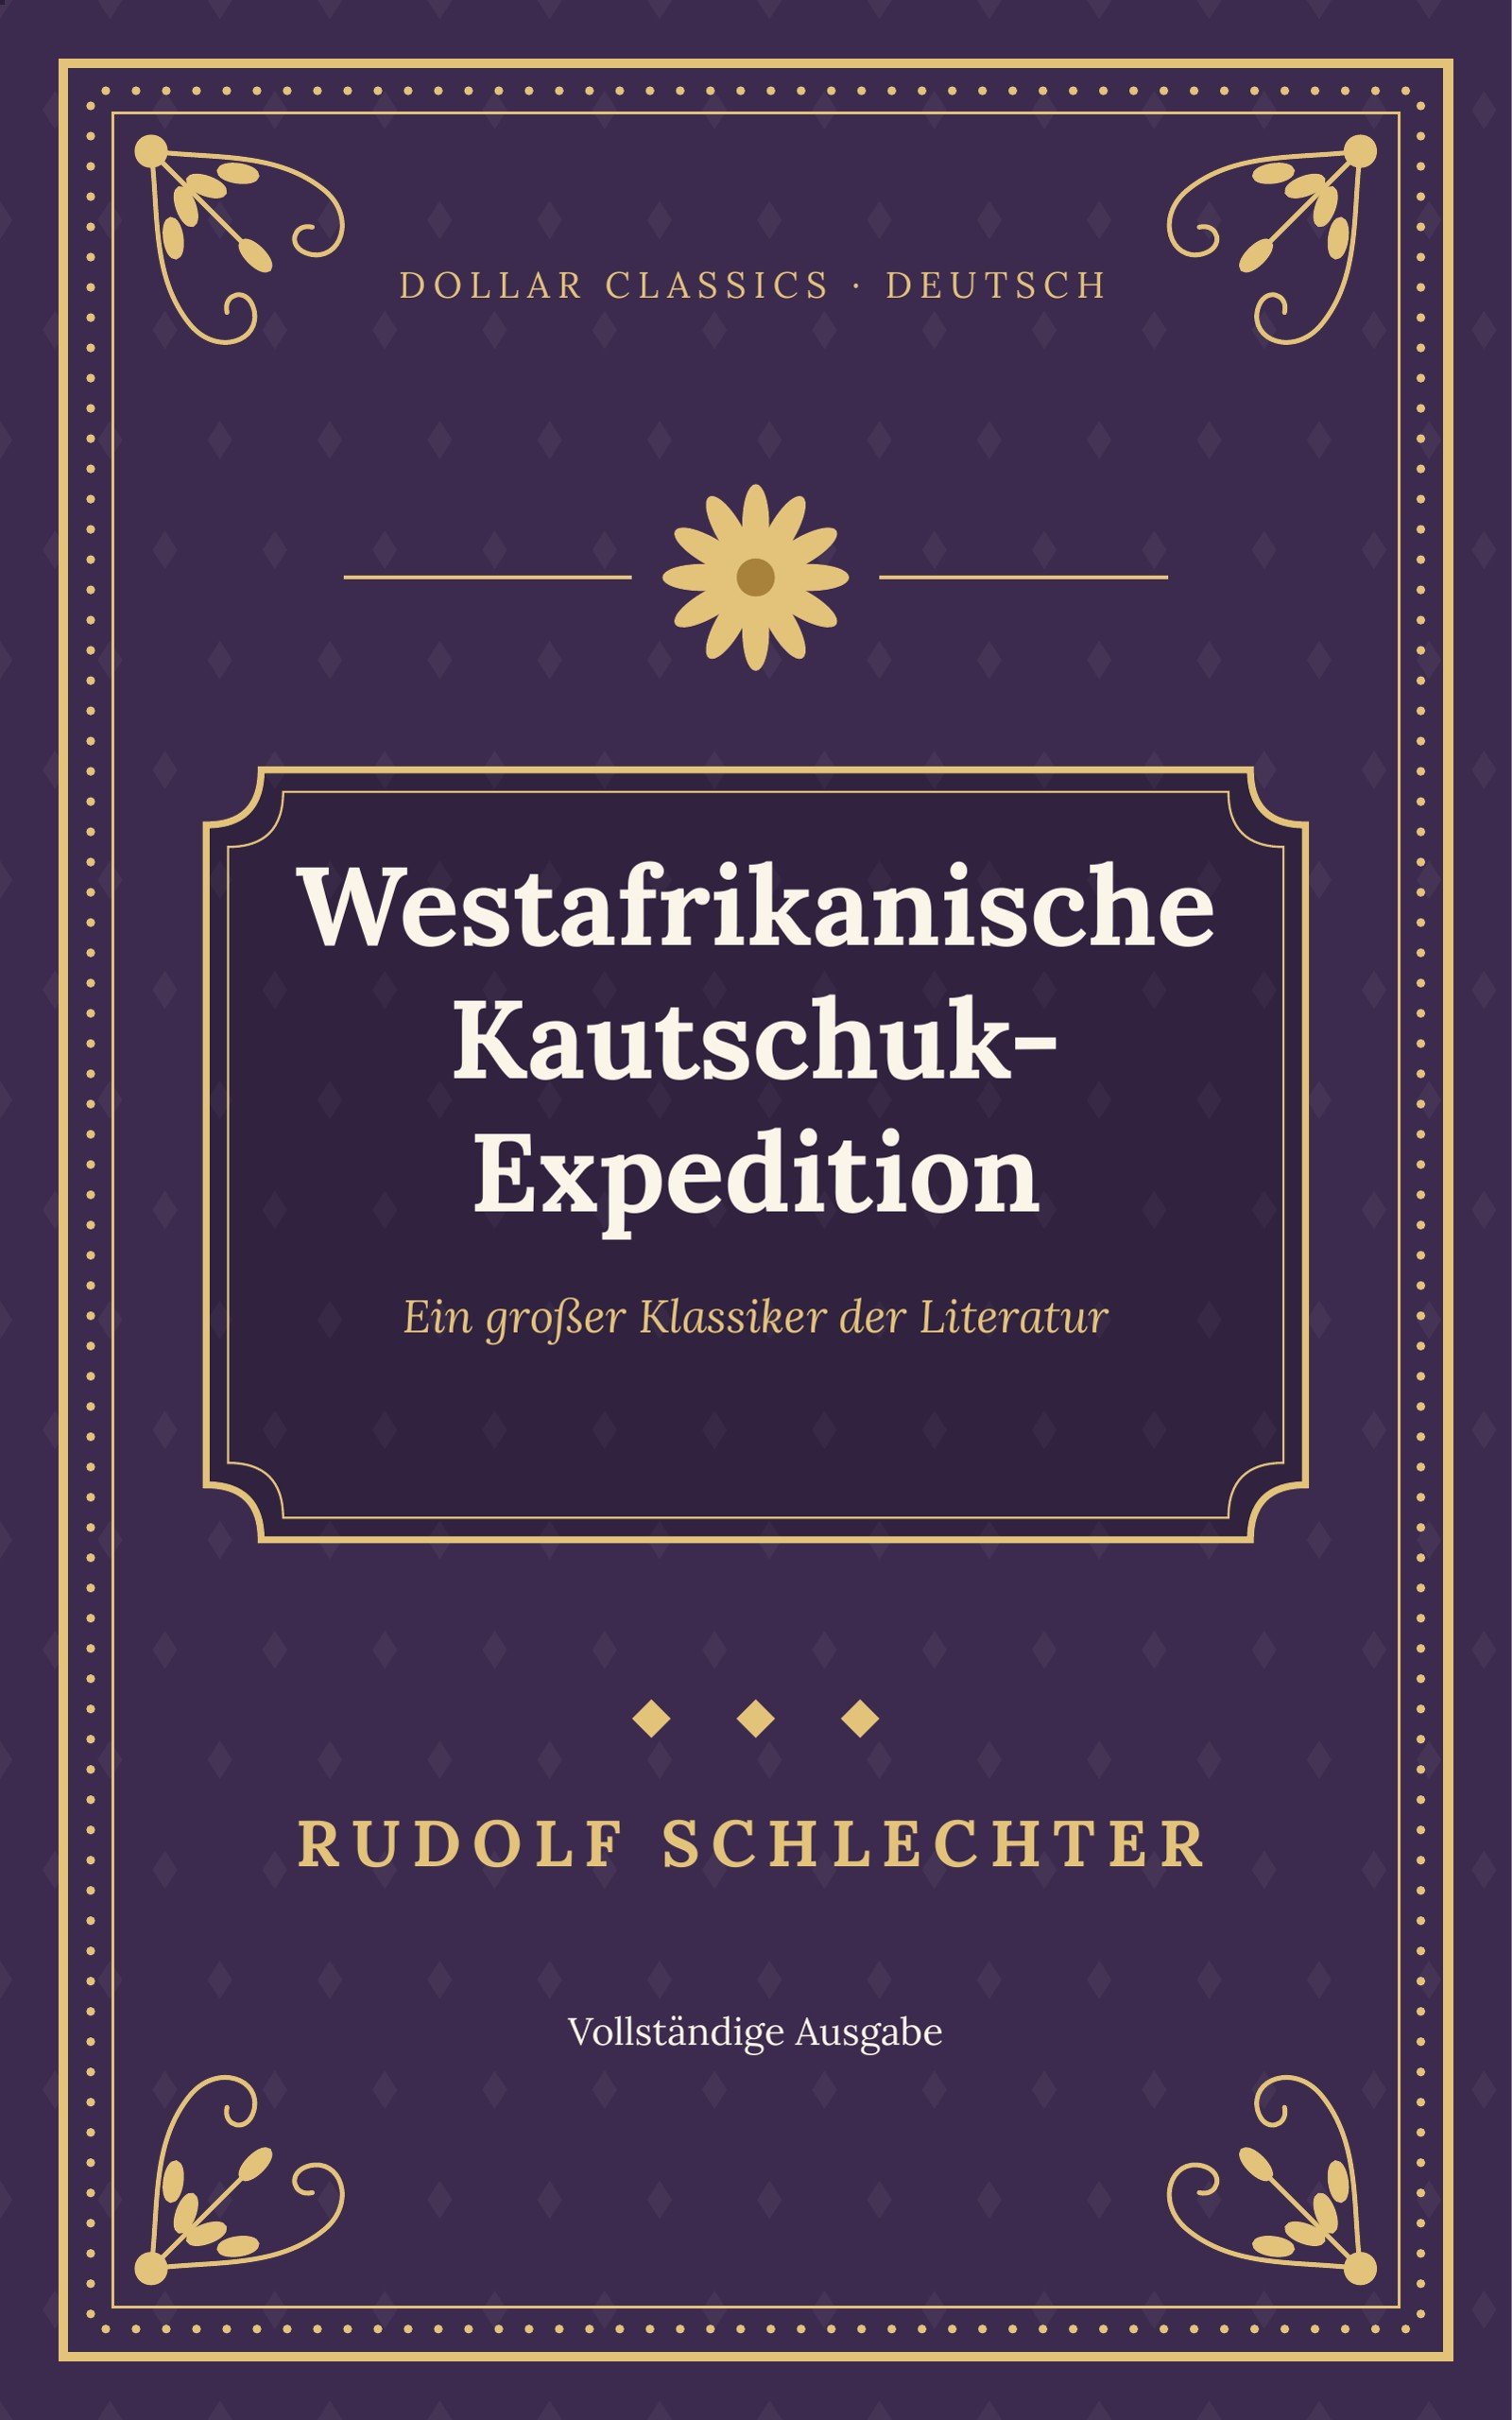 DOLLAR CLASSICS · DEUTSCH
Westafrikanische
Kautschuk-
Expedition
Ein großer Klassiker der Literatur
RUDOLF SCHLECHTER
Vollständige Ausgabe